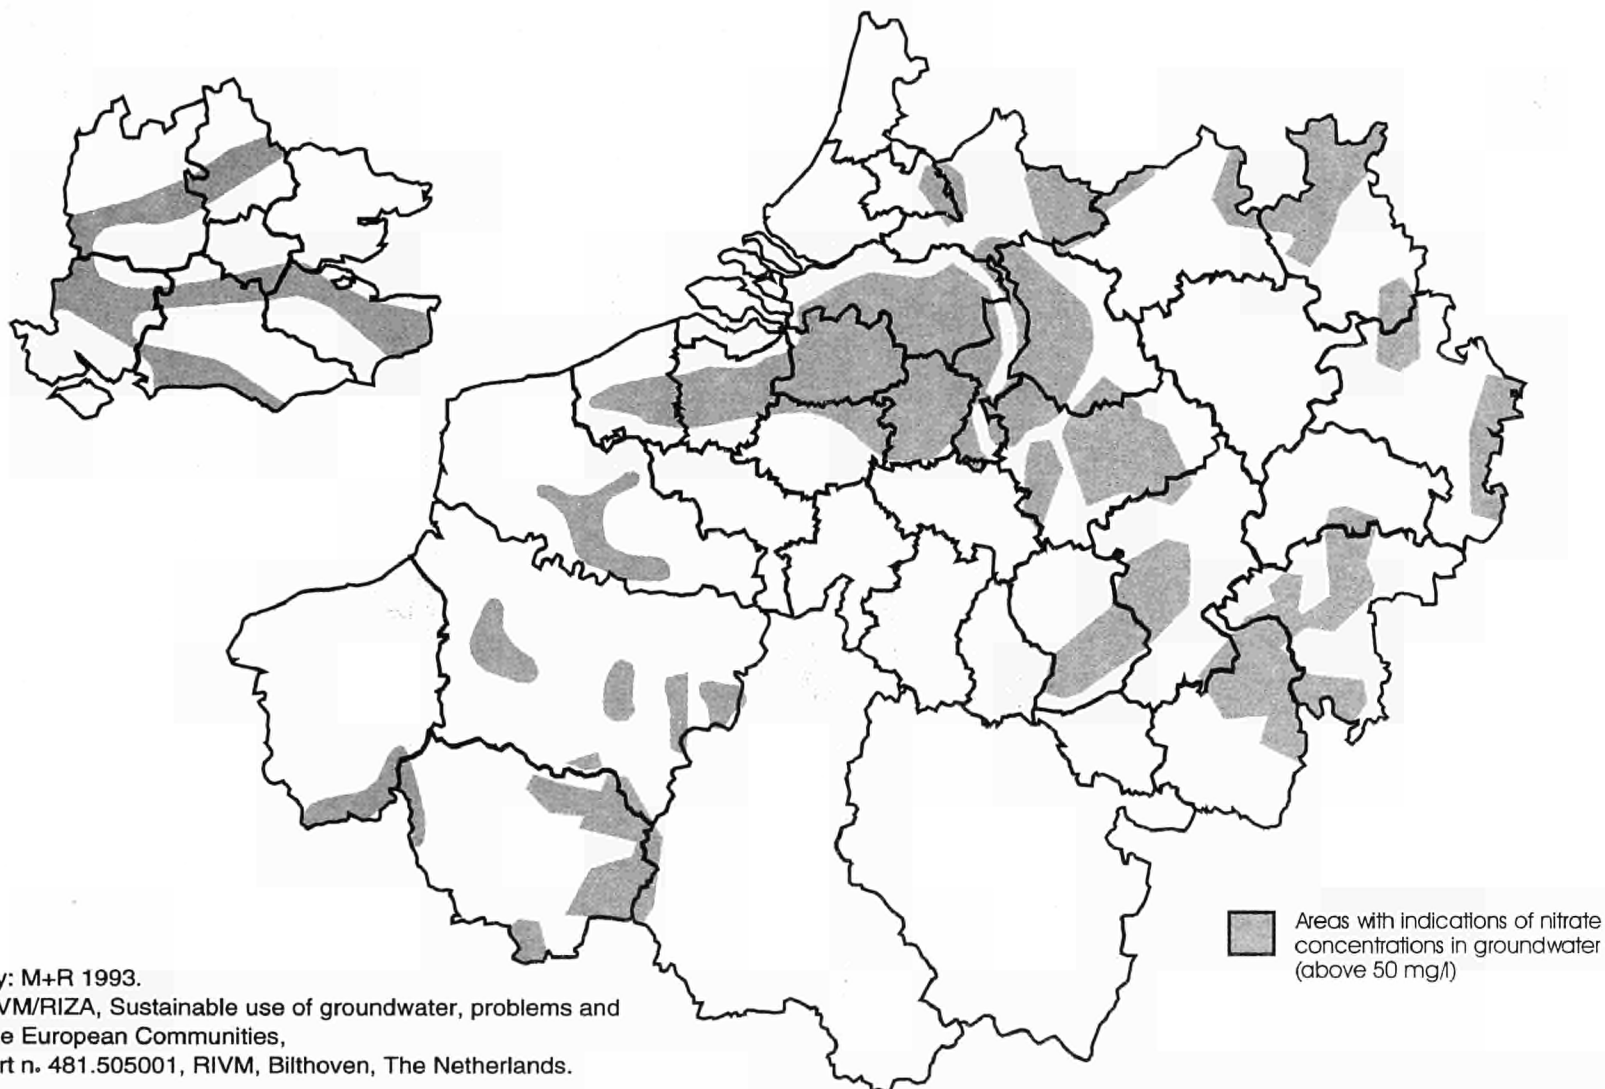 Areas with indications of nitrate
concentrations in groundwater
(above 50 mg/l)
y: M+R 1993.
VM/RIZA, Sustainable use of groundwater, problems and
e European Communities,
rt n. 481.505001, RIVM, Bilthoven, The Netherlands.